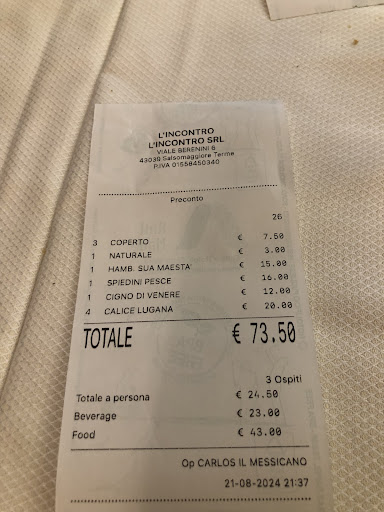 L'INCONTRO
L'INCONTRO SRL
VIALE BERENINI 6
43039 Salsomaggiore Terme
P.IVA 01558450340
Preconto
26
3 COPERTO € 7.50
1 NATURALE € 3.00
1 HAMB. SUA MAESTA' € 15.00
1 SPIEDINI PESCE € 16.00
1 CIGNO DI VENERE € 12.00
4 CALICE LUGANA € 20.00
TOTALE € 73.50
3 Ospiti
Totale a persona € 24.50
Beverage € 23.00
Food € 43.00
Op CARLOS IL MESSICANO
21-08-2024 21:37